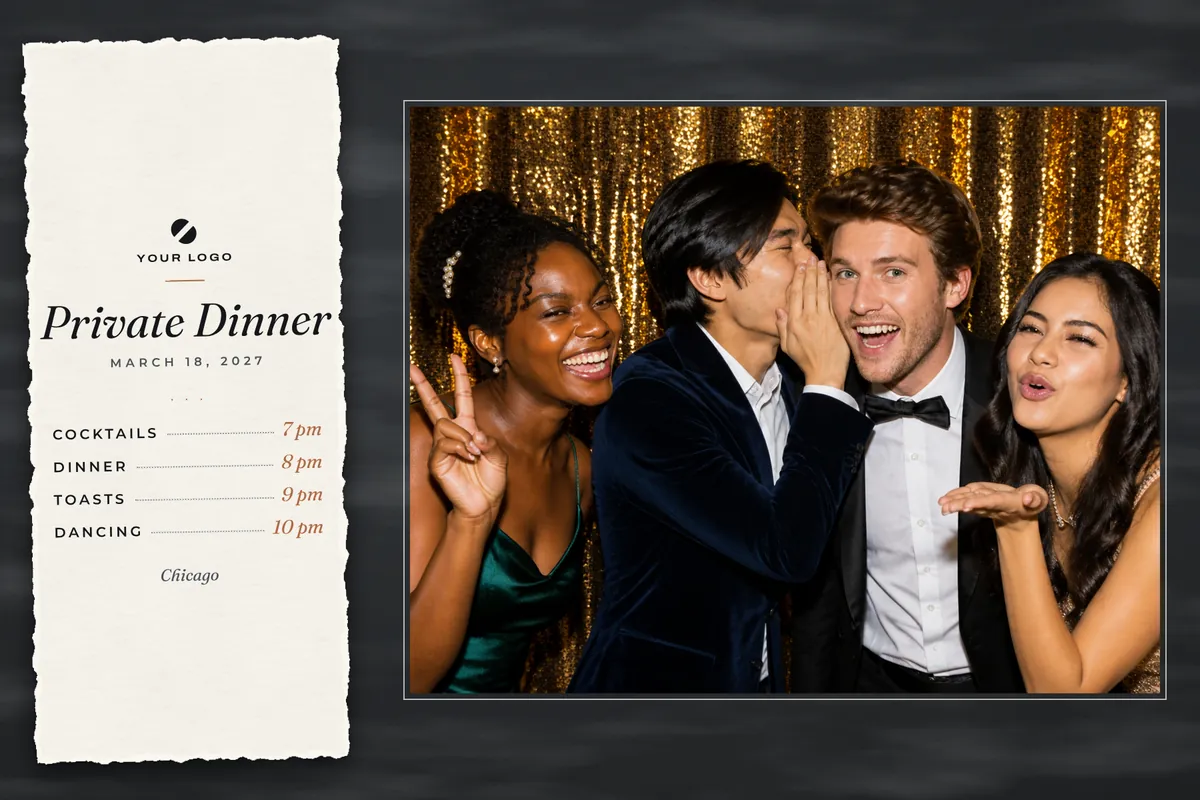 YOUR LOGO
Private Dinner
MARCH 18, 2027
. . .
COCKTAILS 7 pm
DINNER 8 pm
TOASTS 9 pm
DANCING 10 pm
Chicago